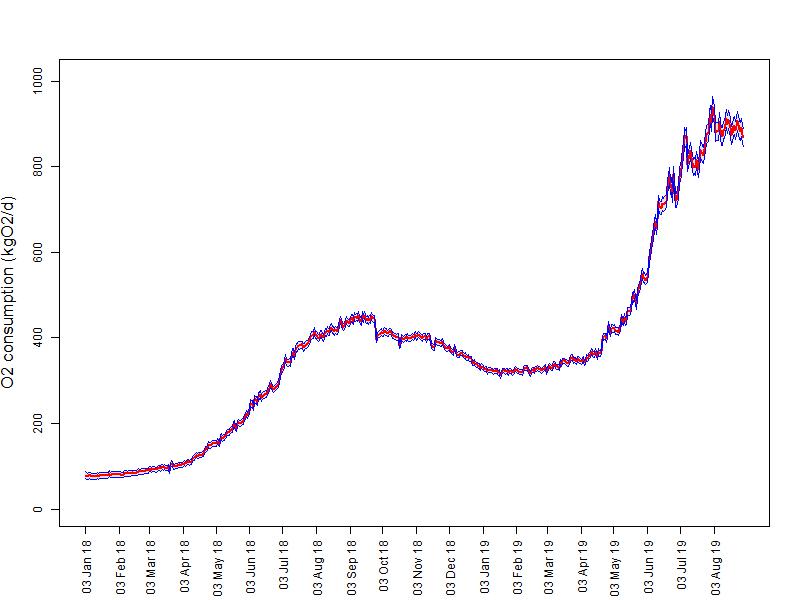 O2 consumption (kgO2/d)
1000
800
600
400
200
0
03 Jan 18
03 Feb 18
03 Mar 18
03 Apr 18
03 May 18
03 Jun 18
03 Jul 18
03 Aug 18
03 Sep 18
03 Oct 18
03 Nov 18
03 Dec 18
03 Jan 19
03 Feb 19
03 Mar 19
03 Apr 19
03 May 19
03 Jun 19
03 Jul 19
03 Aug 19